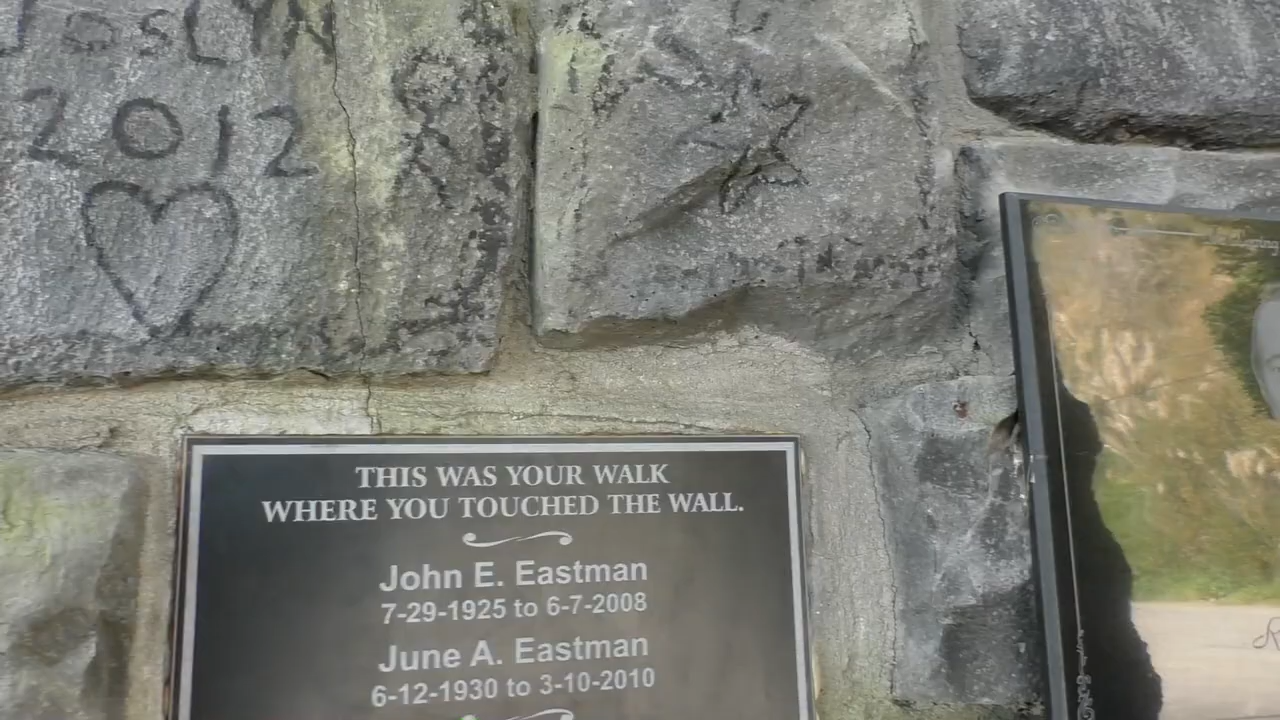 2012
THIS WAS YOUR WALK
WHERE YOU TOUCHED THE WALL.
John E. Eastman
7-29-1925 to 6-7-2008
June A. Eastman
6-12-1930 to 3-10-2010